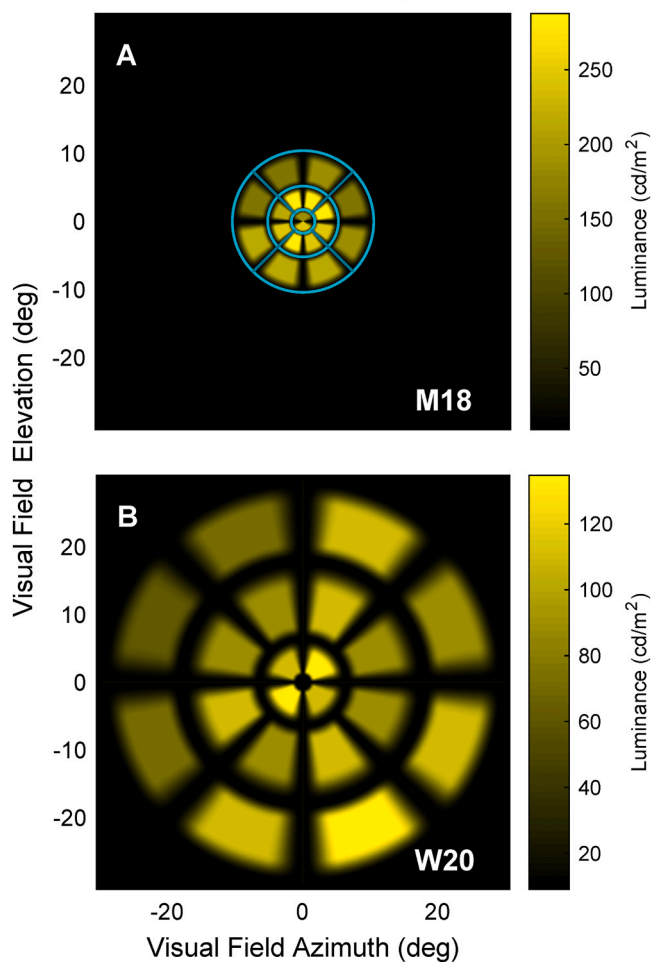 A
M18
20
10
0
-10
-20
250
200
150
100
50
Luminance (cd/m²)
Visual Field Elevation (deg)
B
W20
20
10
0
-10
-20
-20 0 20
Visual Field Azimuth (deg)
120
100
80
60
40
20
Luminance (cd/m²)